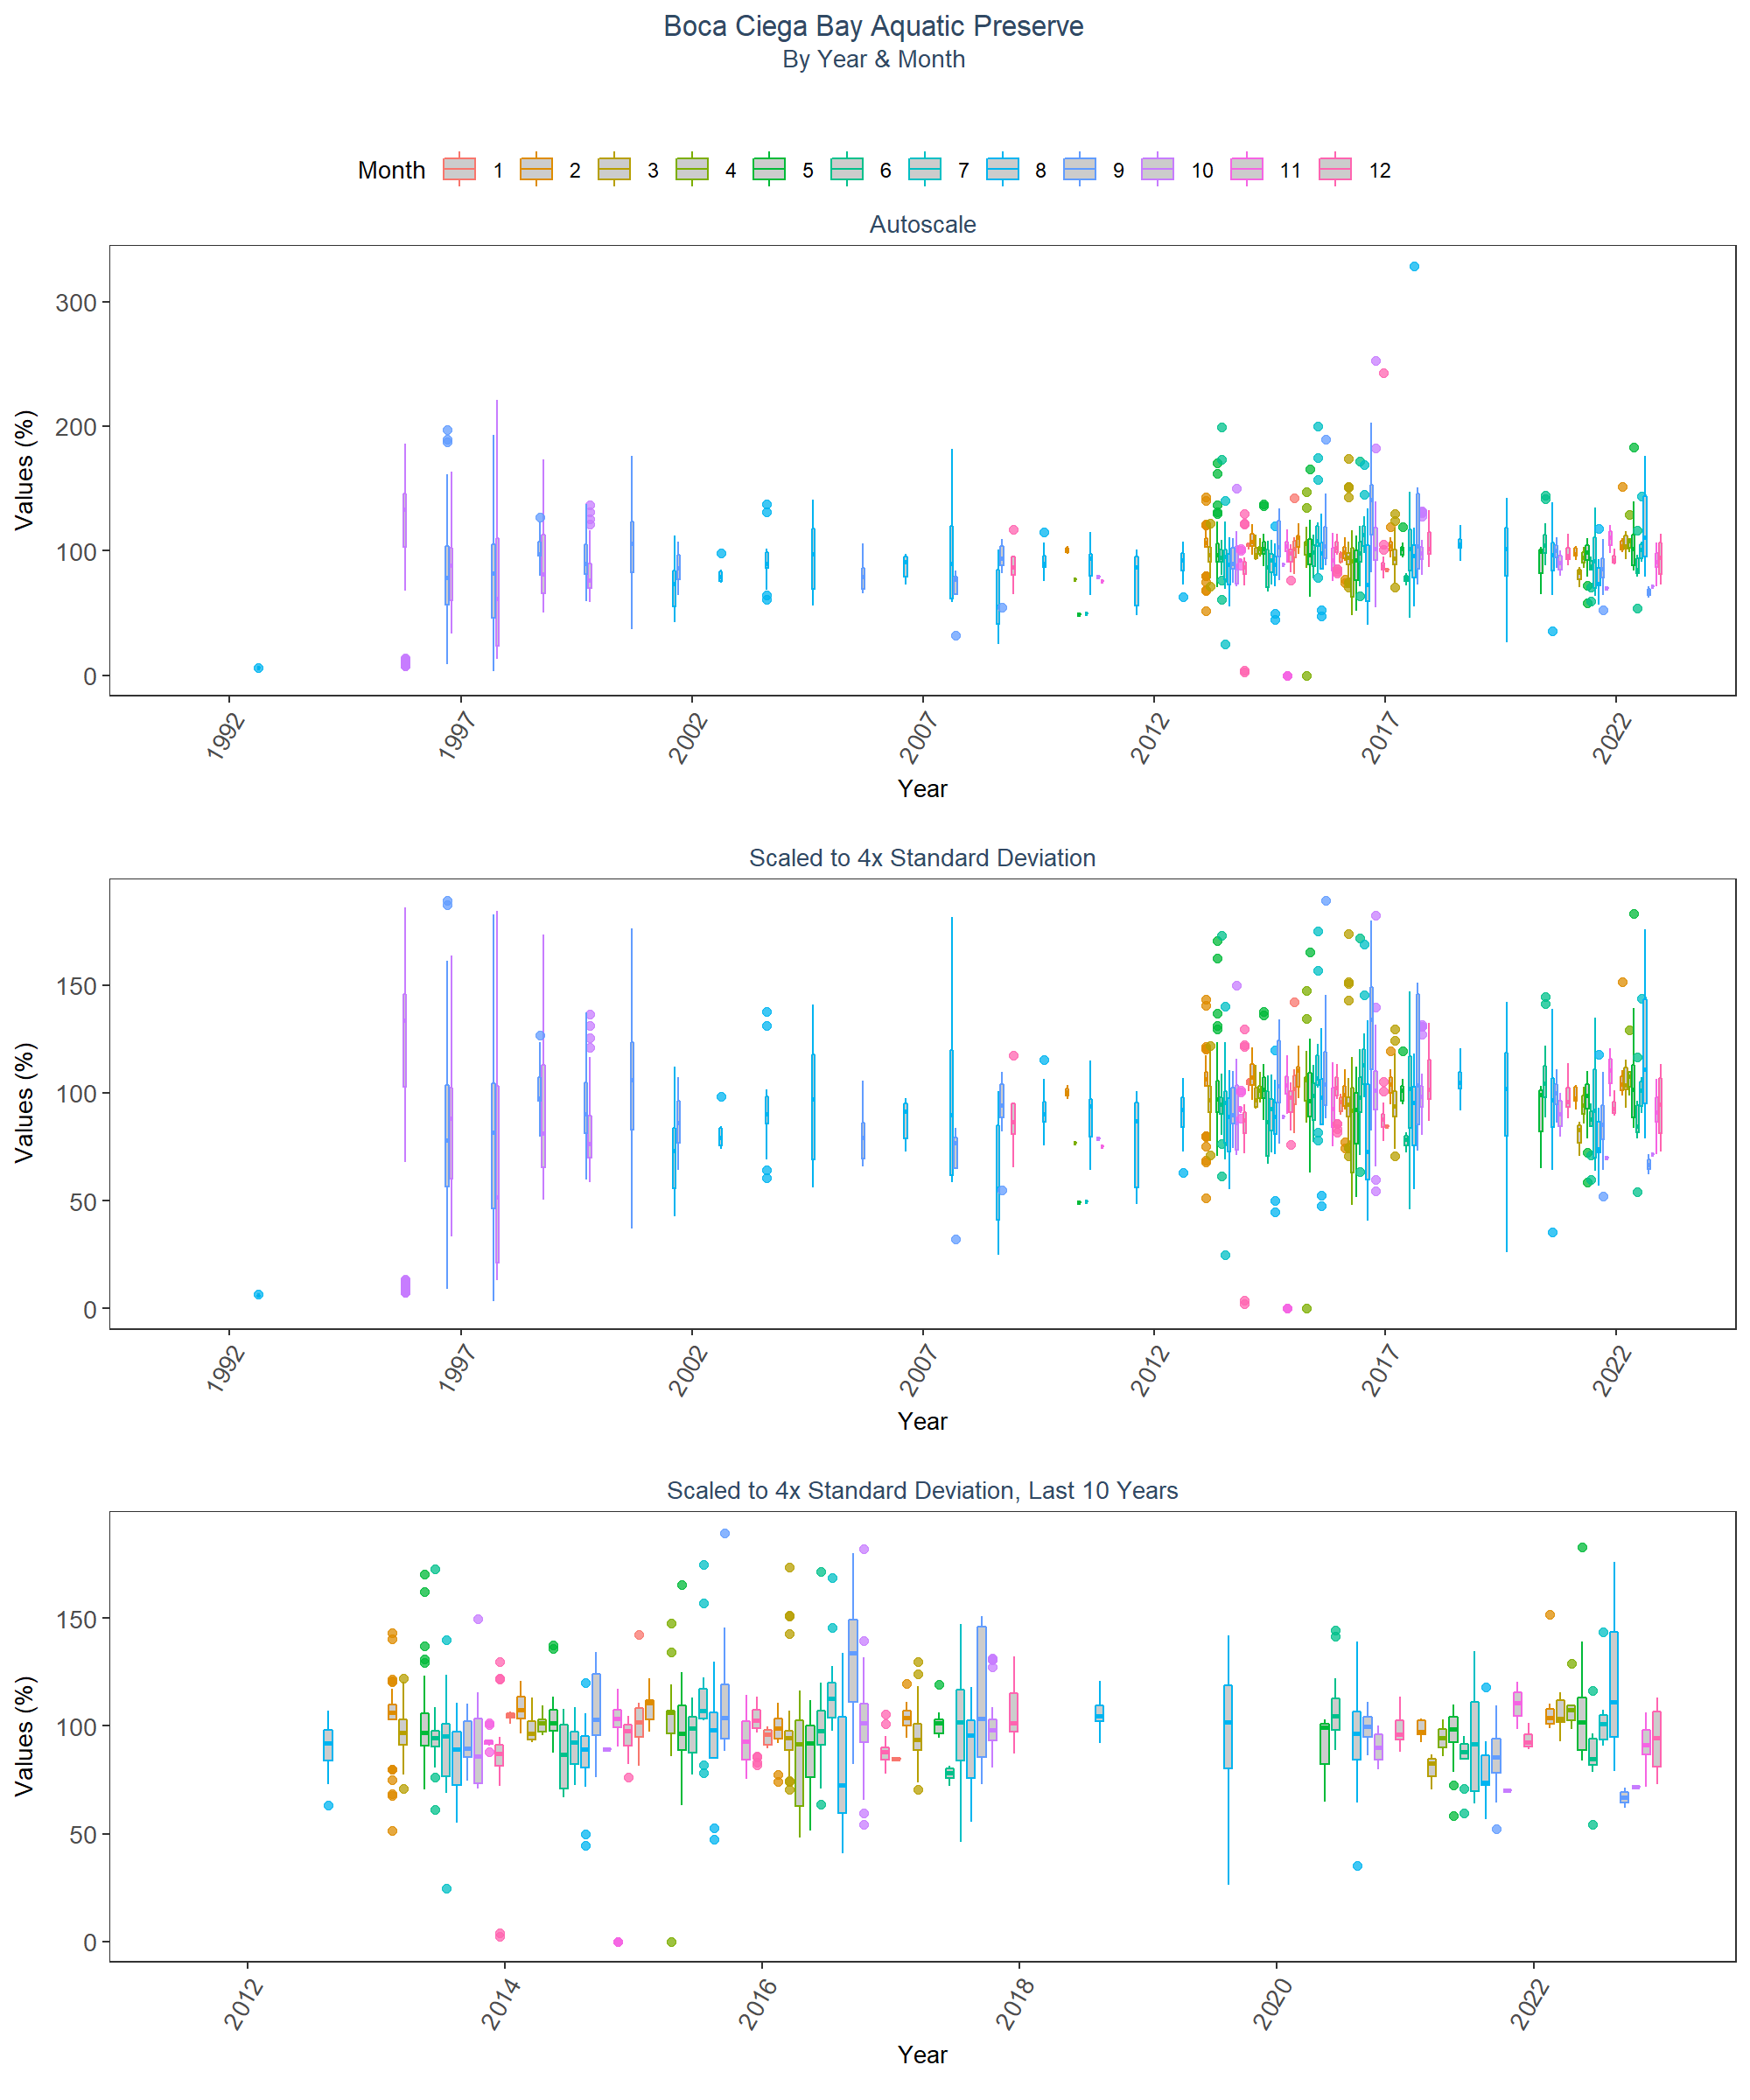 Boca Ciega Bay Aquatic Preserve
By Year & Month
Month 1 2 3 4 5 6 7 8 9 10 11 12
Autoscale
Values (%)
300
200
100
0
1992 1997 2002 2007 2012 2017 2022
Year
Scaled to 4x Standard Deviation
Values (%)
150
100
50
0
1992 1997 2002 2007 2012 2017 2022
Year
Scaled to 4x Standard Deviation, Last 10 Years
Values (%)
150
100
50
0
2012 2014 2016 2018 2020 2022
Year